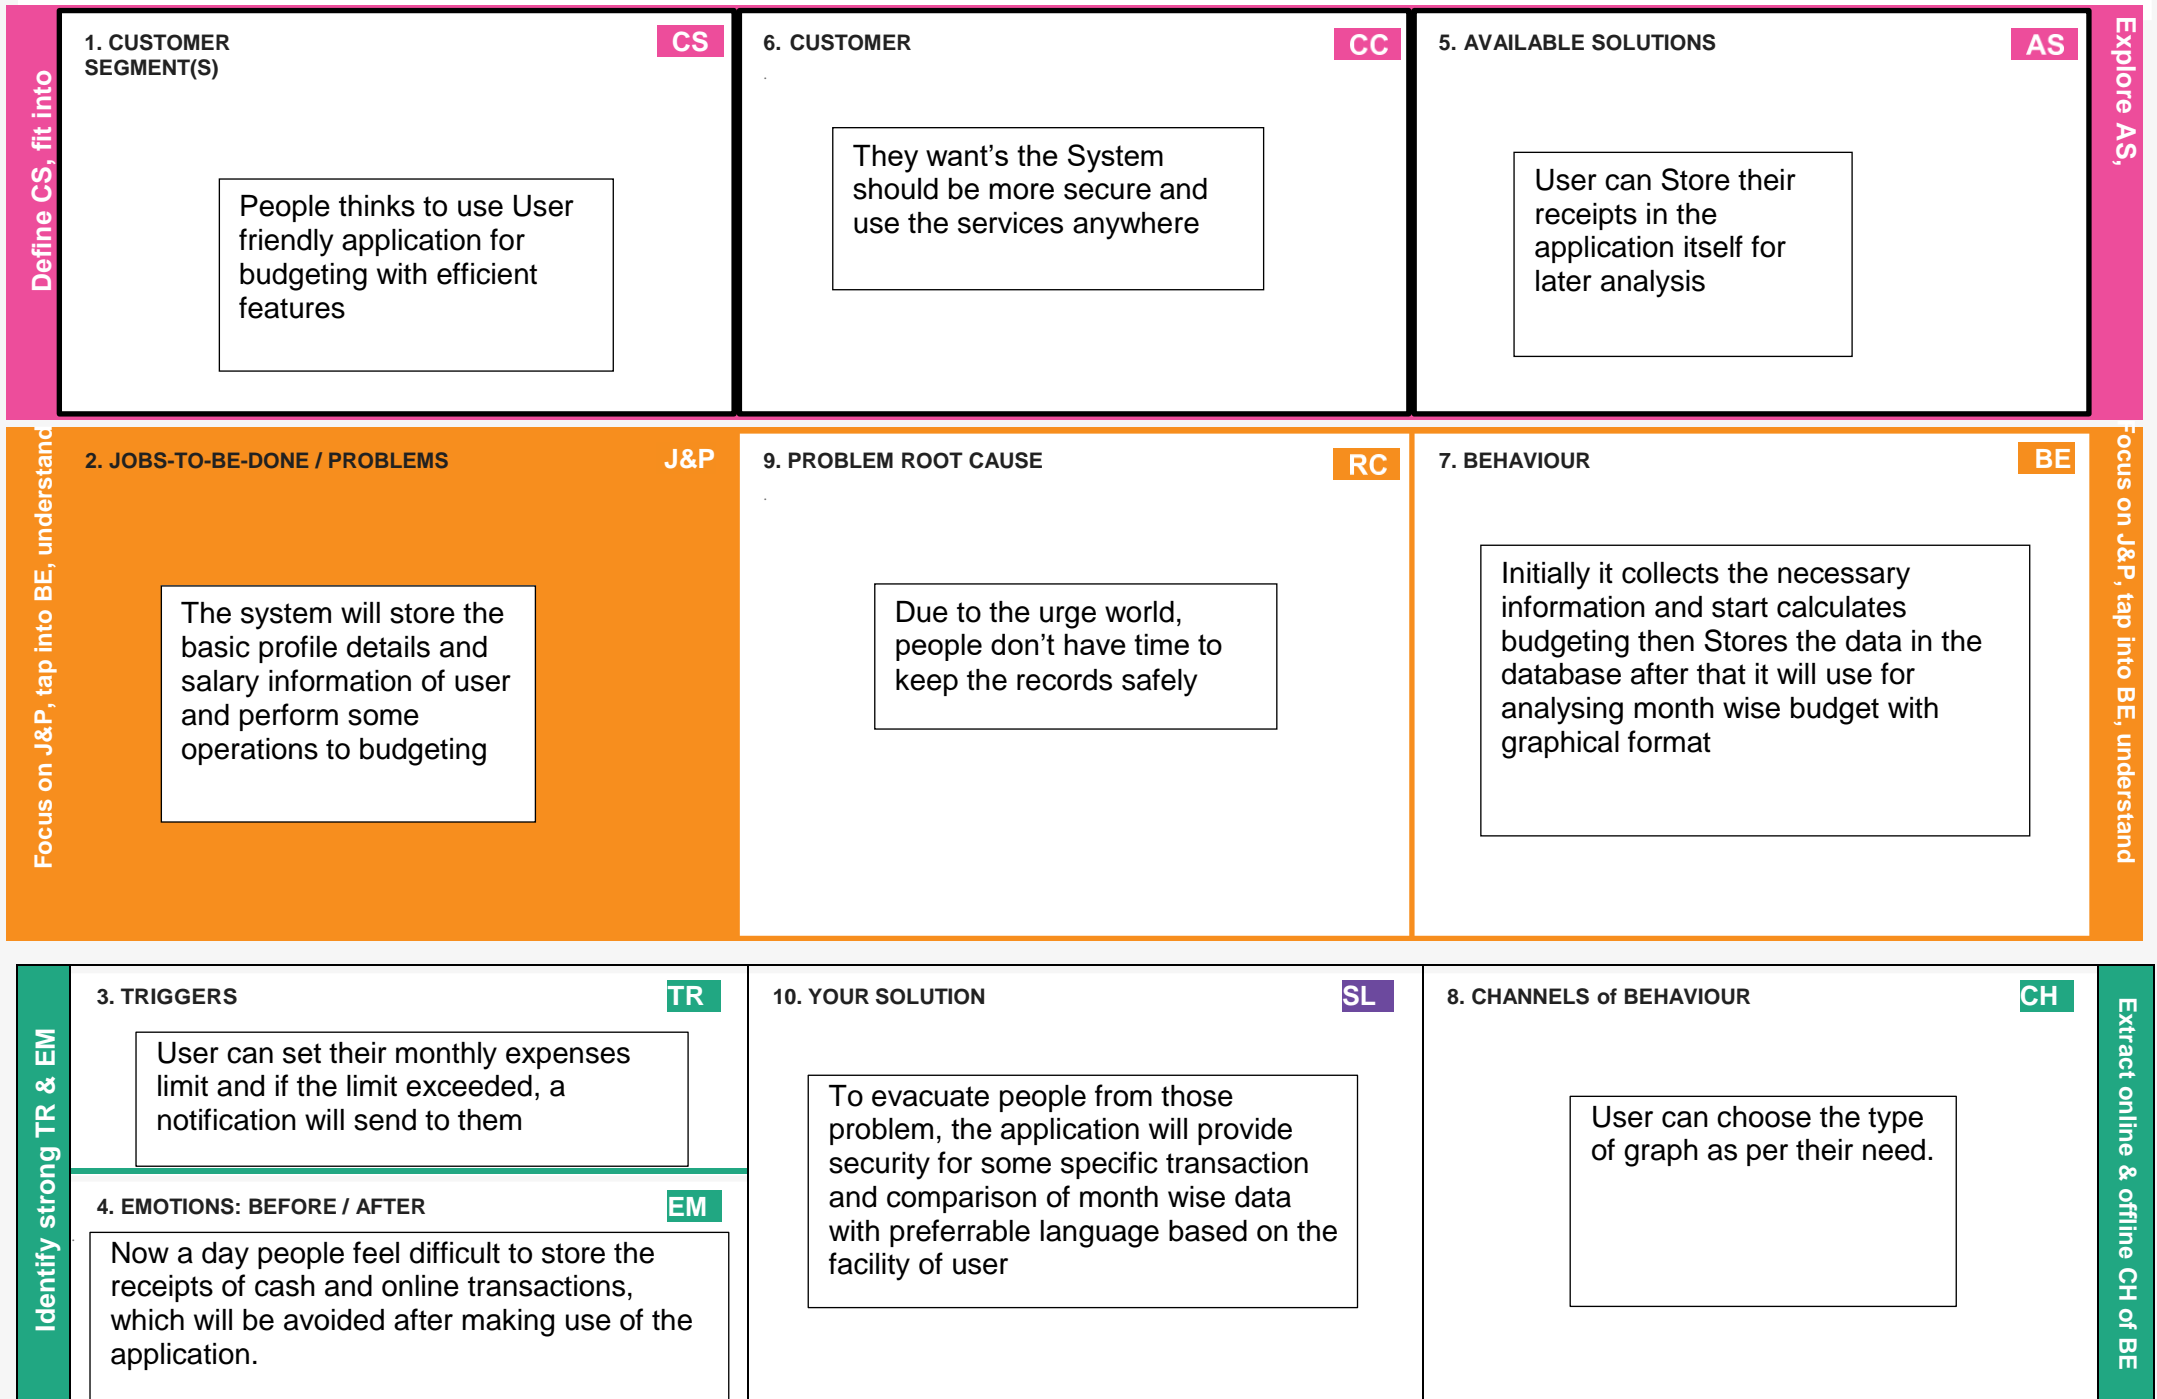 Define CS, fit into
1. CUSTOMER
SEGMENT(S)
CS
People thinks to use User
friendly application for
budgeting with efficient
features
6. CUSTOMER
CC
They want's the System
should be more secure and
use the services anywhere
5. AVAILABLE SOLUTIONS
AS
User can Store their
receipts in the
application itself for
later analysis
Explore AS,
Focus on J&P, tap into BE, understand
2. JOBS-TO-BE-DONE / PROBLEMS
J&P
The system will store the
basic profile details and
salary information of user
and perform some
operations to budgeting
9. PROBLEM ROOT CAUSE
RC
Due to the urge world,
people don't have time to
keep the records safely
7. BEHAVIOUR
BE
Initially it collects the necessary
information and start calculates
budgeting then Stores the data in the
database after that it will use for
analysing month wise budget with
graphical format
Focus on J&P, tap into BE, understand
Identify strong TR & EM
3. TRIGGERS
TR
User can set their monthly expenses
limit and if the limit exceeded, a
notification will send to them
4. EMOTIONS: BEFORE / AFTER
EM
Now a day people feel difficult to store the
receipts of cash and online transactions,
which will be avoided after making use of the
application.
10. YOUR SOLUTION
SL
To evacuate people from those
problem, the application will provide
security for some specific transaction
and comparison of month wise data
with preferrable language based on the
facility of user
8. CHANNELS of BEHAVIOUR
CH
User can choose the type
of graph as per their need.
Extract online & offline CH of BE